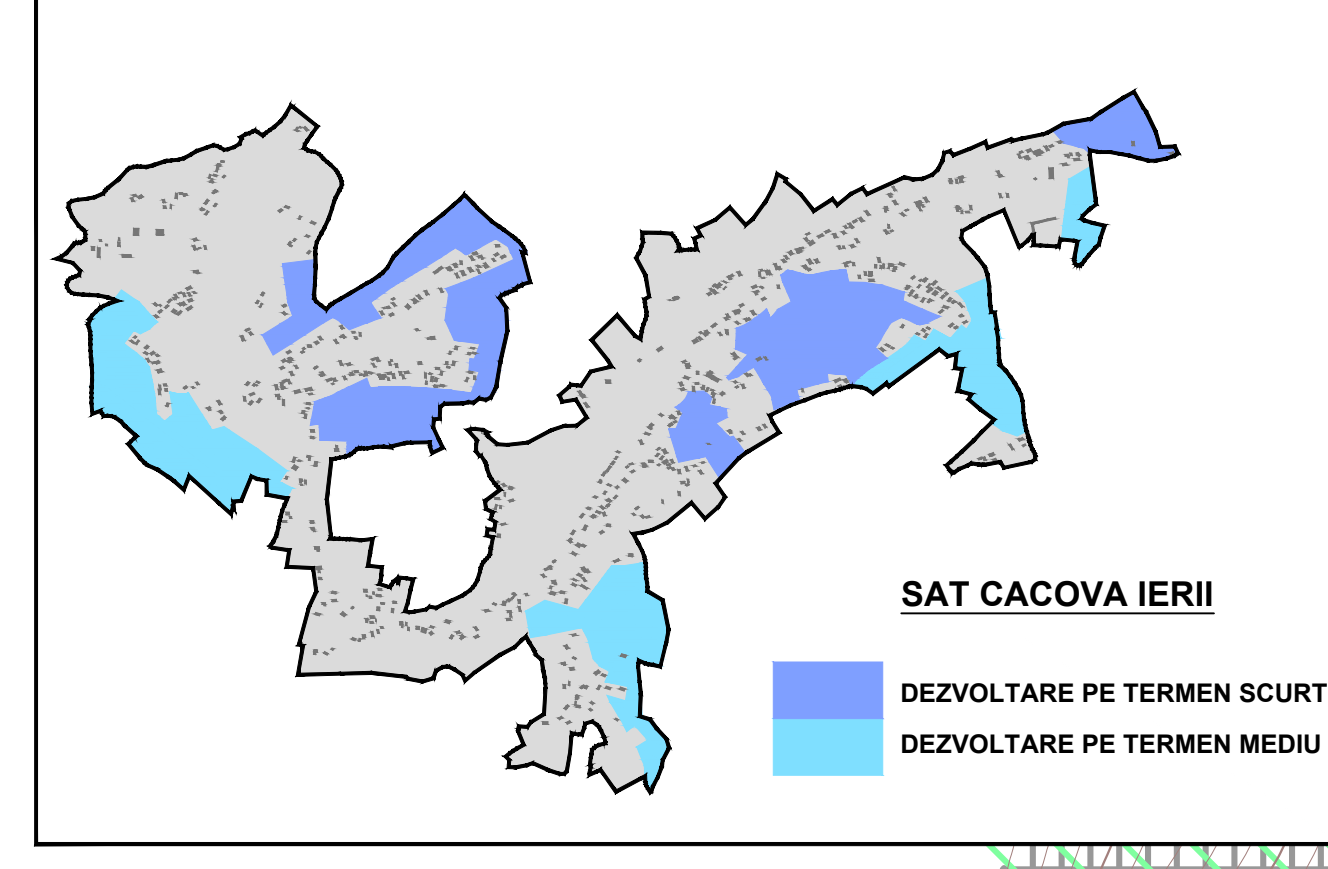 SAT CACOVA IERII
DEZVOLTARE PE TERMEN SCURT
DEZVOLTARE PE TERMEN MEDIU